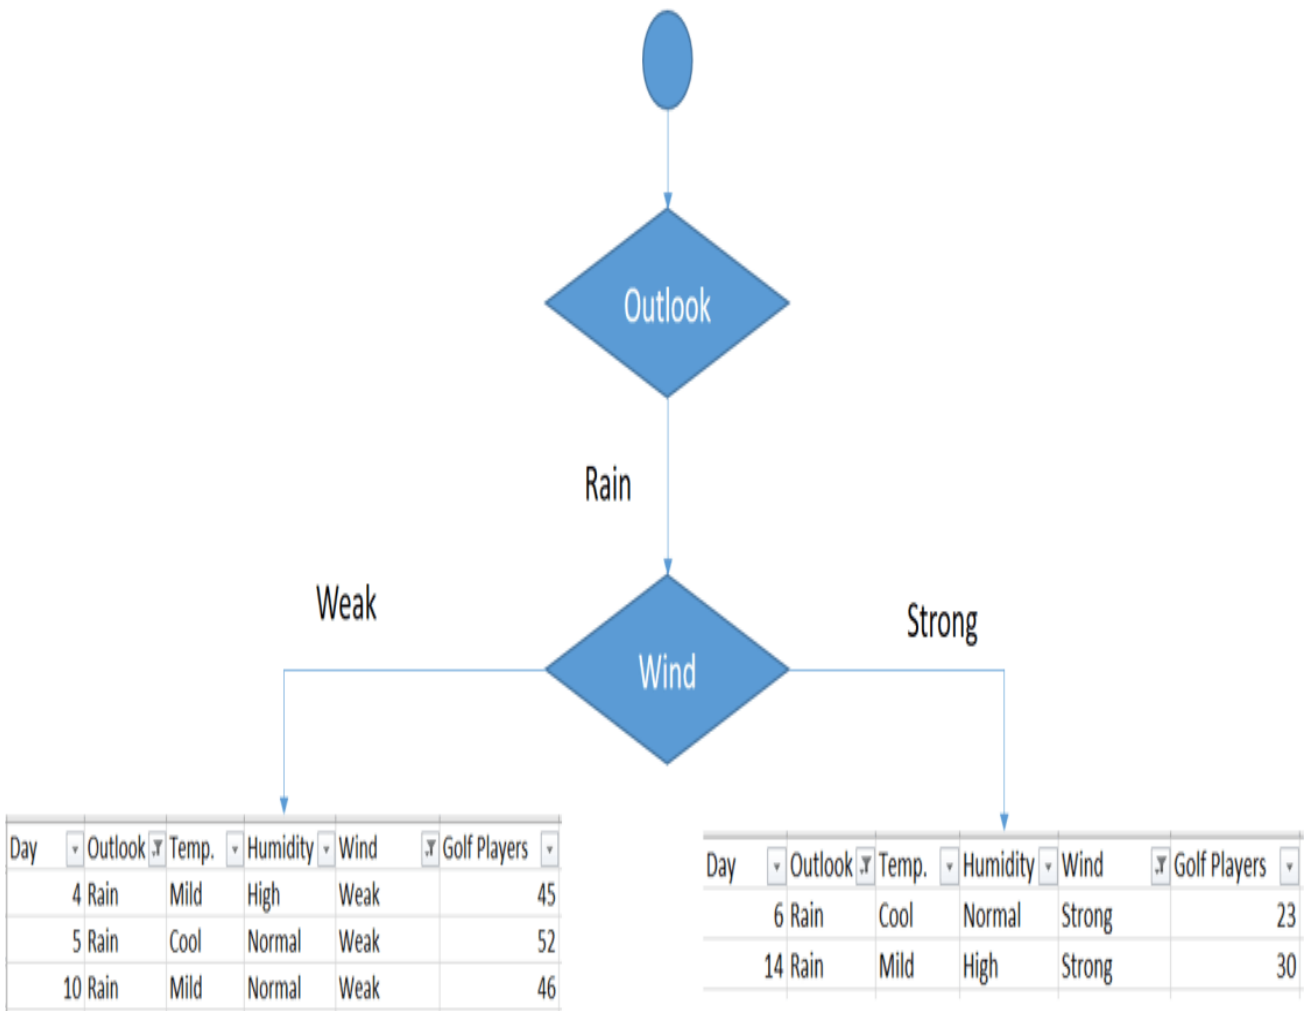 Outlook
Rain
Weak
Strong
Wind
Day Outlook Temp. Humidity Wind Golf Players
4 Rain Mild High Weak 45
5 Rain Cool Normal Weak 52
10 Rain Mild Normal Weak 46
Day Outlook Temp. Humidity Wind Golf Players
6 Rain Cool Normal Strong 23
14 Rain Mild High Strong 30